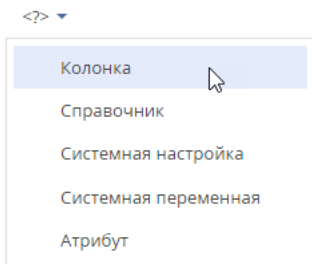 <?>
Колонка
Справочник
Системная настройка
Системная переменная
Атрибут